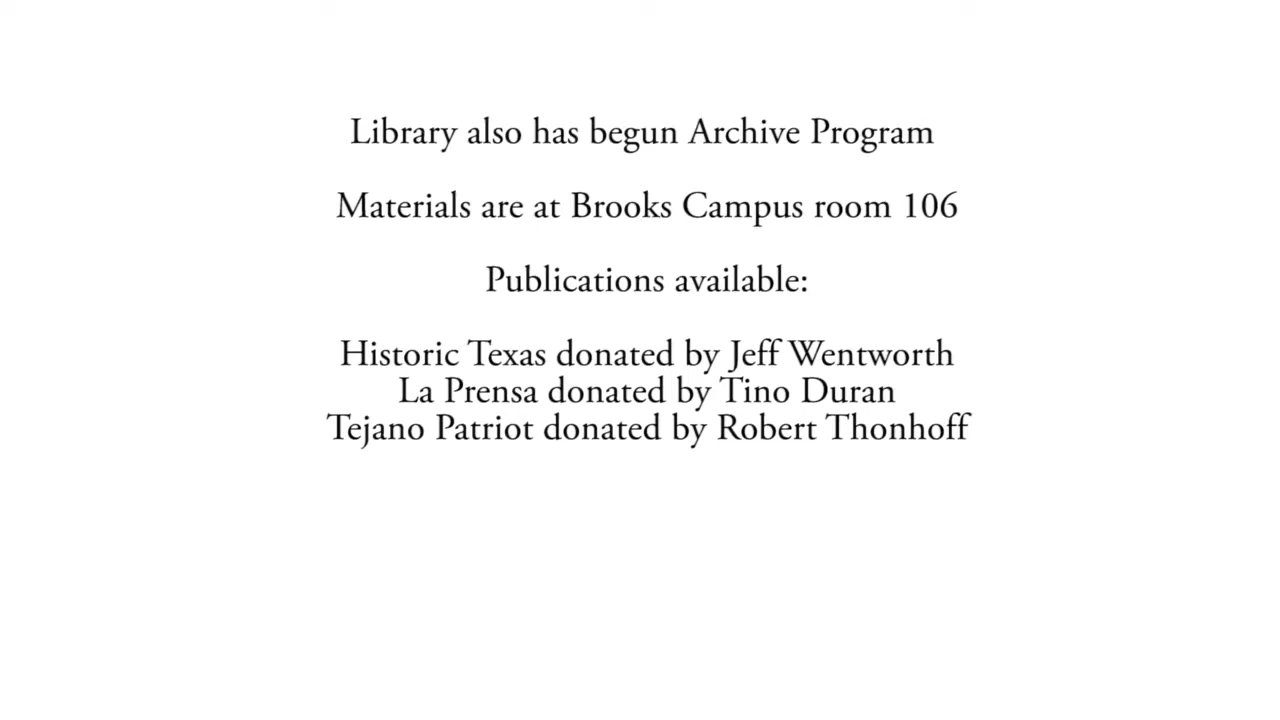 Library also has begun Archive Program
Materials are at Brooks Campus room 106
Publications available:
Historic Texas donated by Jeff Wentworth
La Prensa donated by Tino Duran
Tejano Patriot donated by Robert Thonhoff